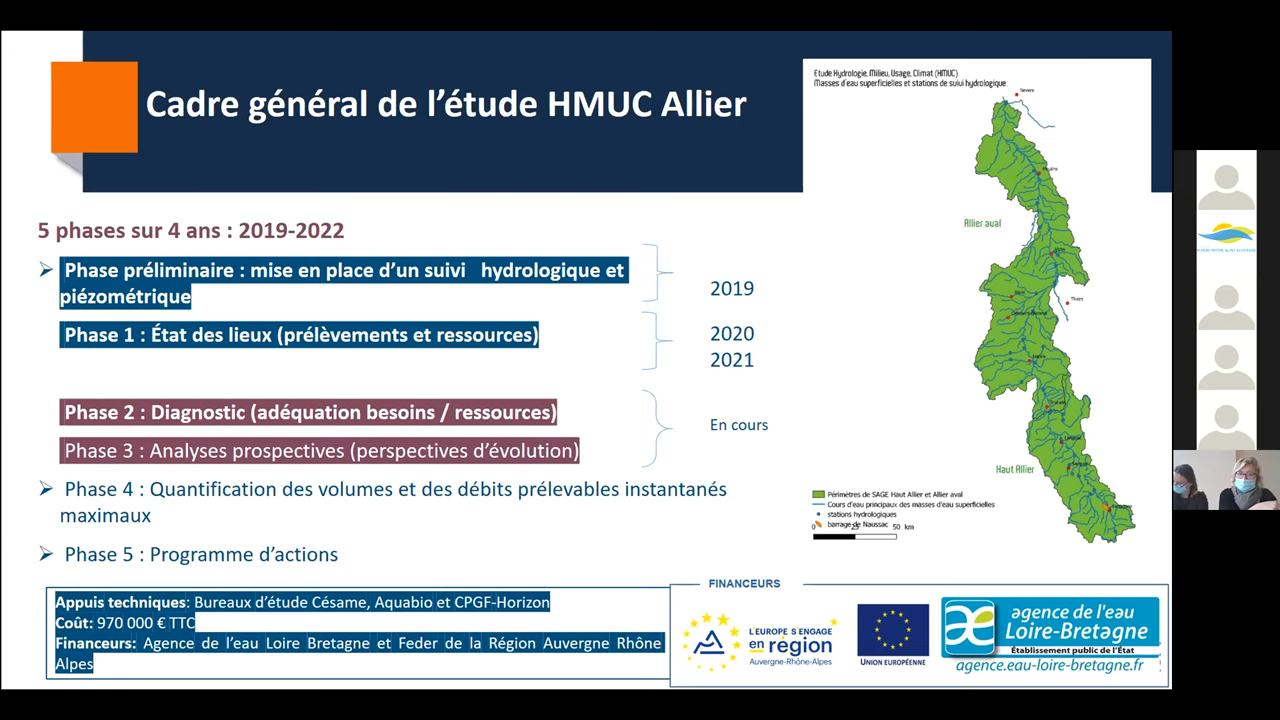 Cadre général de l'étude HMUC Allier
5 phases sur 4 ans : 2019-2022
Phase préliminaire : mise en place d'un suivi hydrologique et
piézométrique
2019
Phase 1 : État des lieux (prélèvements et ressources)
2020
2021
Phase 2 : Diagnostic (adéquation besoins / ressources)
Phase 3 : Analyses prospectives (perspectives d'évolution)
En cours
Phase 4 : Quantification des volumes et des débits prélevables instantanés
maximaux
Phase 5 : Programme d'actions
Appuis techniques: Bureaux d'étude Césame, Aquabio et CPGF-Horizon
Coût: 970 000 € TTC
Financeurs: Agence de l'eau Loire Bretagne et Feder de la Région Auvergne Rhône
Alpes
Etude Hydrologie, Milieu, Usage, Climat (HMUC)
Masses d'eau superficielles et stations de suivi hydrologique
Nevers
Moulins
Allier aval
Vichy
Thiers
Haut Allier
Périmètres de SAGE Haut Allier et Allier aval
Cours d'eau principaux des masses d'eau superficielles
stations hydrologiques
barrage de Naussac
0 25 50 km
FINANCEURS
L'EUROPE S'ENGAGE
en région
Auvergne-Rhône-Alpes
UNION EUROPÉENNE
agence de l'eau
Loire-Bretagne
Établissement public de l'État
agence.eau-loire-bretagne.fr